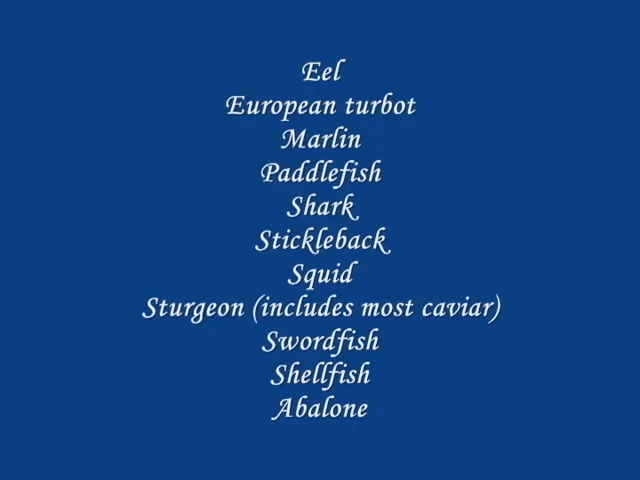 Eel
European turbot
Marlin
Paddlefish
Shark
Stickleback
Squid
Sturgeon (includes most caviar)
Swordfish
Shellfish
Abalone